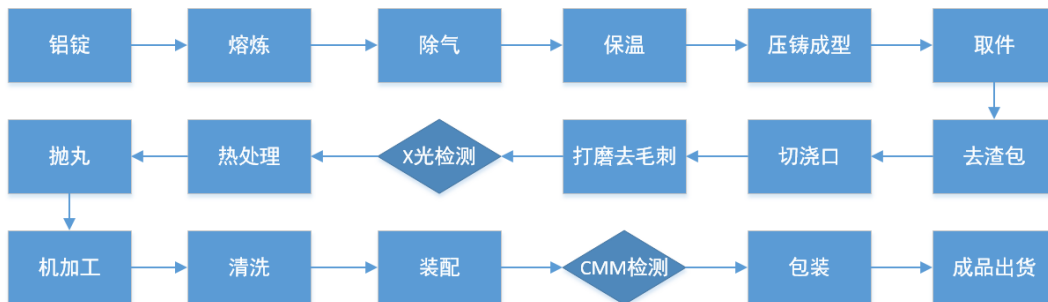 铝锭
熔炼
除气
保温
压铸成型
取件
去渣包
切浇口
打磨去毛刺
X光检测
热处理
抛丸
机加工
清洗
装配
CMM检测
包装
成品出货